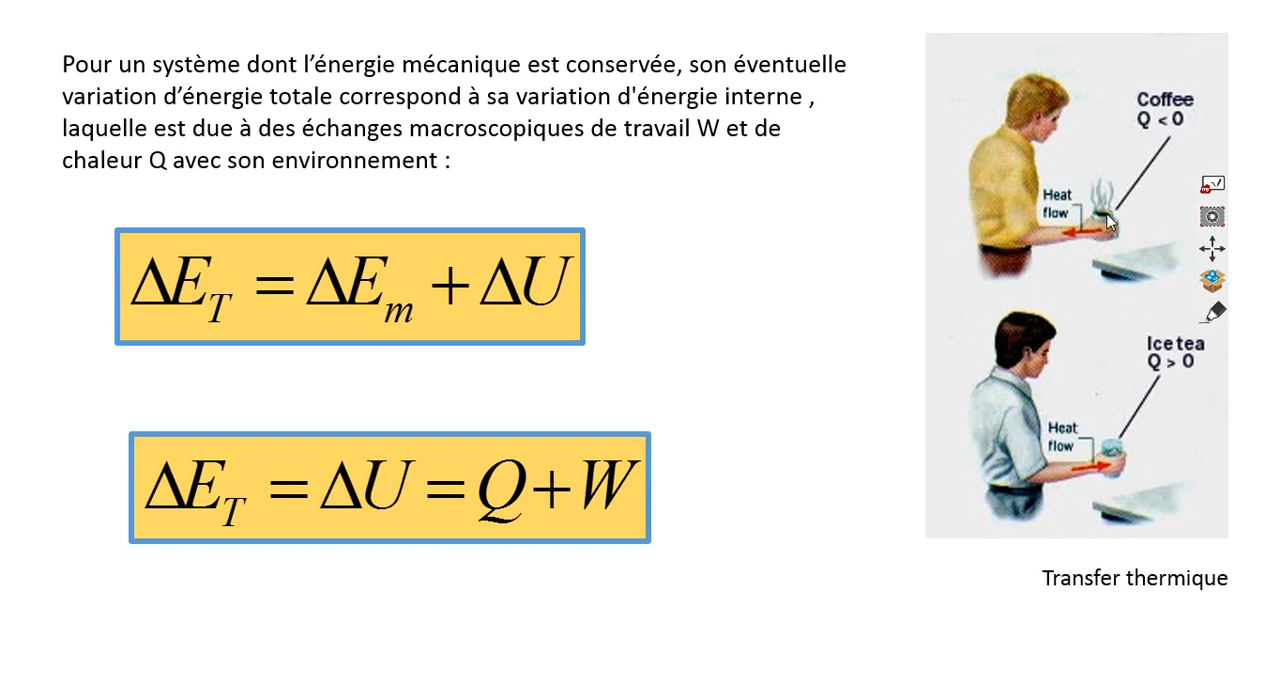 Pour un système dont l’énergie mécanique est conservée, son éventuelle
variation d’énergie totale correspond à sa variation d'énergie interne ,
laquelle est due à des échanges macroscopiques de travail W et de
chaleur Q avec son environnement :
ΔE_T = ΔE_m + ΔU
ΔE_T = ΔU = Q+W
Coffee
Q < 0
Heat
flow
Ice tea
Q > 0
Heat
flow
Transfer thermique